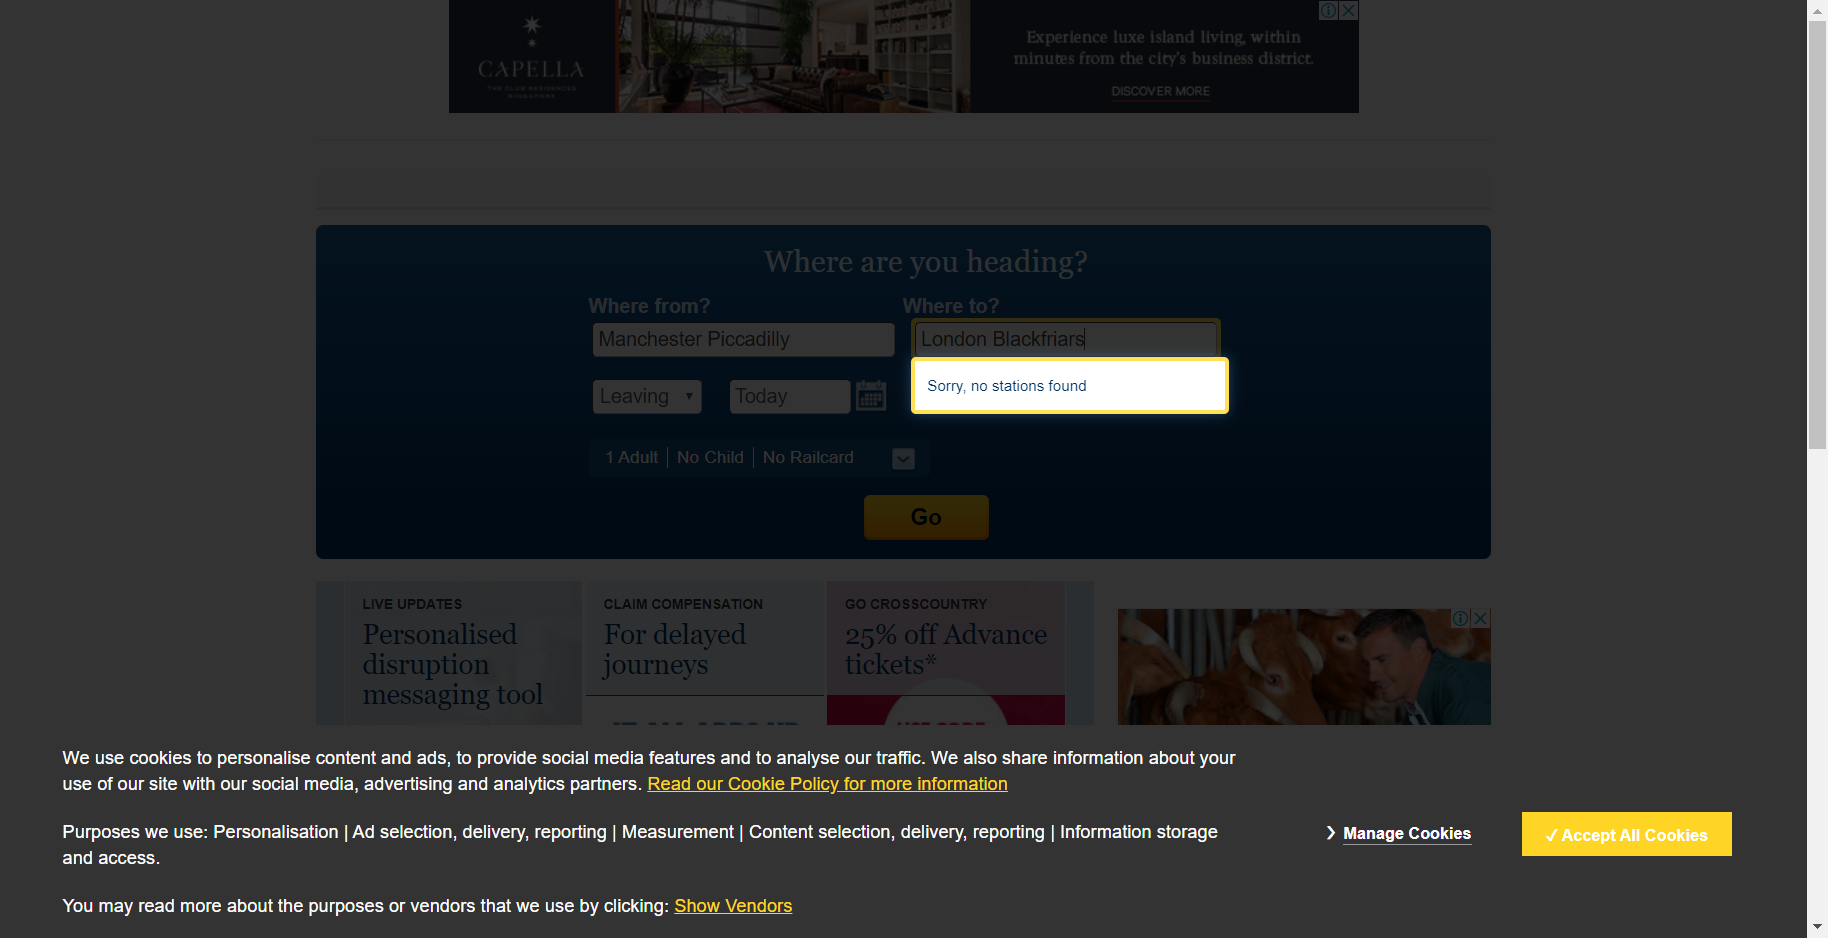 CAPELLA
THE CLUB RESIDENCES
SINGAPORE
Experience luxe island living, within
minutes from the city's business district.
DISCOVER MORE
Where are you heading?
Where from?
Where to?
Manchester Piccadilly
London Blackfriars
Sorry, no stations found
Leaving
Today
1 Adult
No Child
No Railcard
Go
LIVE UPDATES
Personalised
disruption
messaging tool
CLAIM COMPENSATION
For delayed
journeys
GO CROSSCOUNTRY
25% off Advance
tickets*
We use cookies to personalise content and ads, to provide social media features and to analyse our traffic. We also share information about your
use of our site with our social media, advertising and analytics partners. Read our Cookie Policy for more information
Purposes we use: Personalisation | Ad selection, delivery, reporting | Measurement | Content selection, delivery, reporting | Information storage
and access.
Manage Cookies
✓ Accept All Cookies
You may read more about the purposes or vendors that we use by clicking: Show Vendors